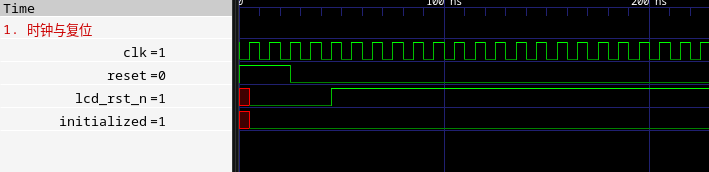 Time
0 100 ns 200 ns
1. 时钟与复位
clk =1
reset =0
lcd_rst_n =1
initialized =1